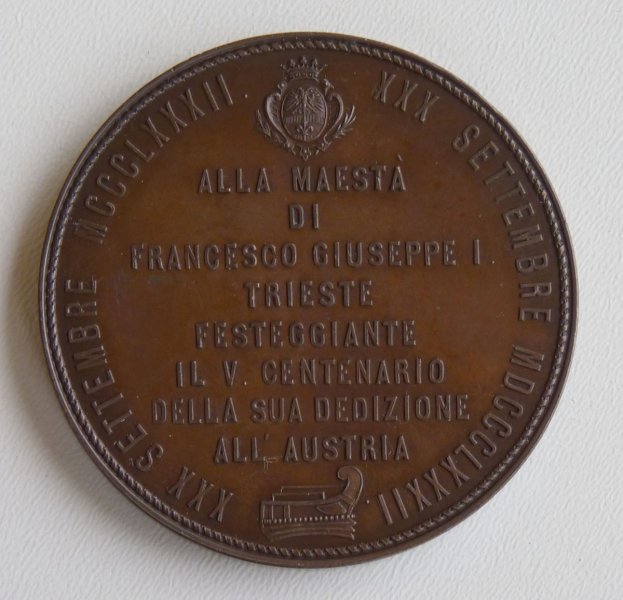 XXX SETTEMBRE MCCCLXXXII
XXX SETTEMBRE MDCCCLXXXII
ALLA MAESTÀ
DI
FRANCESCO GIUSEPPE I.
TRIESTE
FESTEGGIANTE
IL V. CENTENARIO
DELLA SUA DEDIZIONE
ALL' AUSTRIA